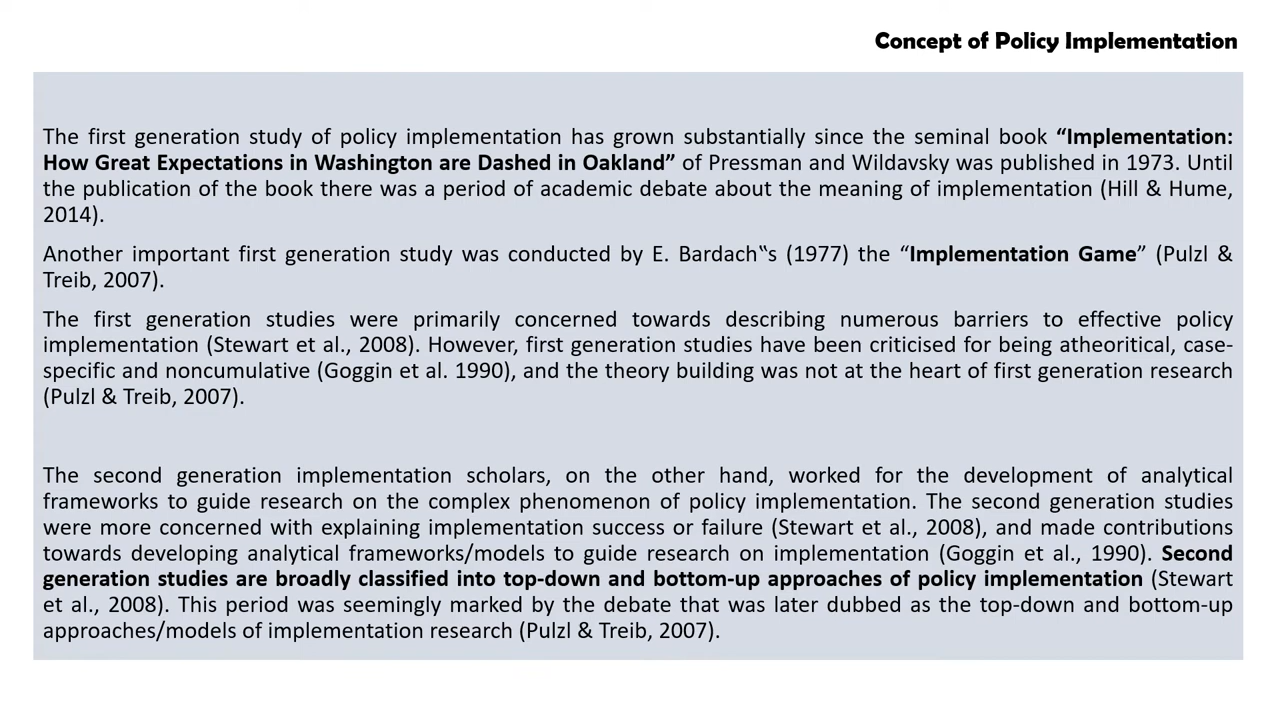 Concept of Policy Implementation
The first generation study of policy implementation has grown substantially since the seminal book “Implementation:
How Great Expectations in Washington are Dashed in Oakland” of Pressman and Wildavsky was published in 1973. Until
the publication of the book there was a period of academic debate about the meaning of implementation (Hill & Hume,
2014).
Another important first generation study was conducted by E. Bardach‟s (1977) the “Implementation Game” (Pulzl &
Treib, 2007).
The first generation studies were primarily concerned towards describing numerous barriers to effective policy
implementation (Stewart et al., 2008). However, first generation studies have been criticised for being atheoritical, case-
specific and noncumulative (Goggin et al. 1990), and the theory building was not at the heart of first generation research
(Pulzl & Treib, 2007).
The second generation implementation scholars, on the other hand, worked for the development of analytical
frameworks to guide research on the complex phenomenon of policy implementation. The second generation studies
were more concerned with explaining implementation success or failure (Stewart et al., 2008), and made contributions
towards developing analytical frameworks/models to guide research on implementation (Goggin et al., 1990). Second
generation studies are broadly classified into top-down and bottom-up approaches of policy implementation (Stewart
et al., 2008). This period was seemingly marked by the debate that was later dubbed as the top-down and bottom-up
approaches/models of implementation research (Pulzl & Treib, 2007).